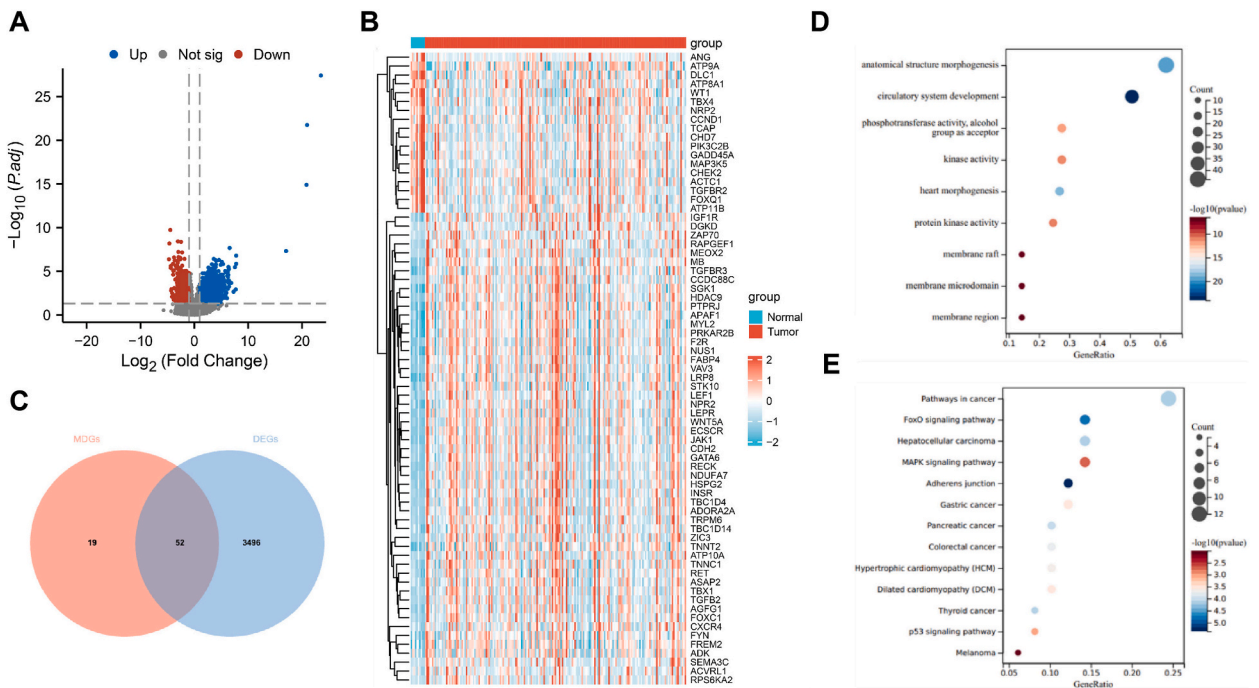 A
Up
Not sig
Down
25
20
15
10
5
0
−Log10 (P.adj)
−20
−10
0
10
20
Log2 (Fold Change)
B
group
ANG
ATP9A
DLC1
ATP8A1
WT1
TBX4
NRP2
CCND1
TCAP
CHD7
PIK3C2B
GADD45A
MAP3K5
CHEK2
ACTC1
TGFBR2
FOXQ1
ATP11B
IGF1R
DGKD
ZAP70
RAPGEF1
MEOX2
MB
TGFBR3
CCDC88C
SGK1
HDAC9
PTPRJ
APAF1
MYL2
PRKAR2B
F2R
NUS1
FABP4
VAV3
LRP8
STK10
LEF1
NPR2
LEPR
WNT5A
ECSCR
JAK1
CDH2
GATA6
RECK
NDUFA7
HSPG2
INSR
TBC1D4
ADORA2A
TRPM6
TBC1D14
ZIC3
TNNT2
ATP10A
TNNC1
RET
ASAP2
TBX1
TGFB2
AGFG1
FOXC1
CXCR4
FYN
FREM2
ADK
SEMA3C
ACVRL1
RPS6KA2
group
Normal
Tumor
2
1
0
−1
−2
C
MDGs
DEGs
19
52
3496
D
anatomical structure morphogenesis
circulatory system development
phosphotransferase activity, alcohol
group as acceptor
kinase activity
heart morphogenesis
protein kinase activity
membrane raft
membrane microdomain
membrane region
0.1
0.2
0.3
0.4
0.5
0.6
GeneRatio
Count
10
15
20
25
30
35
40
-log10(pvalue)
10
15
20
E
Pathways in cancer
FoxO signaling pathway
Hepatocellular carcinoma
MAPK signaling pathway
Adherens junction
Gastric cancer
Pancreatic cancer
Colorectal cancer
Hypertrophic cardiomyopathy (HCM)
Dilated cardiomyopathy (DCM)
Thyroid cancer
p53 signaling pathway
Melanoma
0.05
0.10
0.15
0.20
0.25
GeneRatio
Count
4
6
8
10
12
-log10(pvalue)
2.5
3.0
3.5
4.0
4.5
5.0